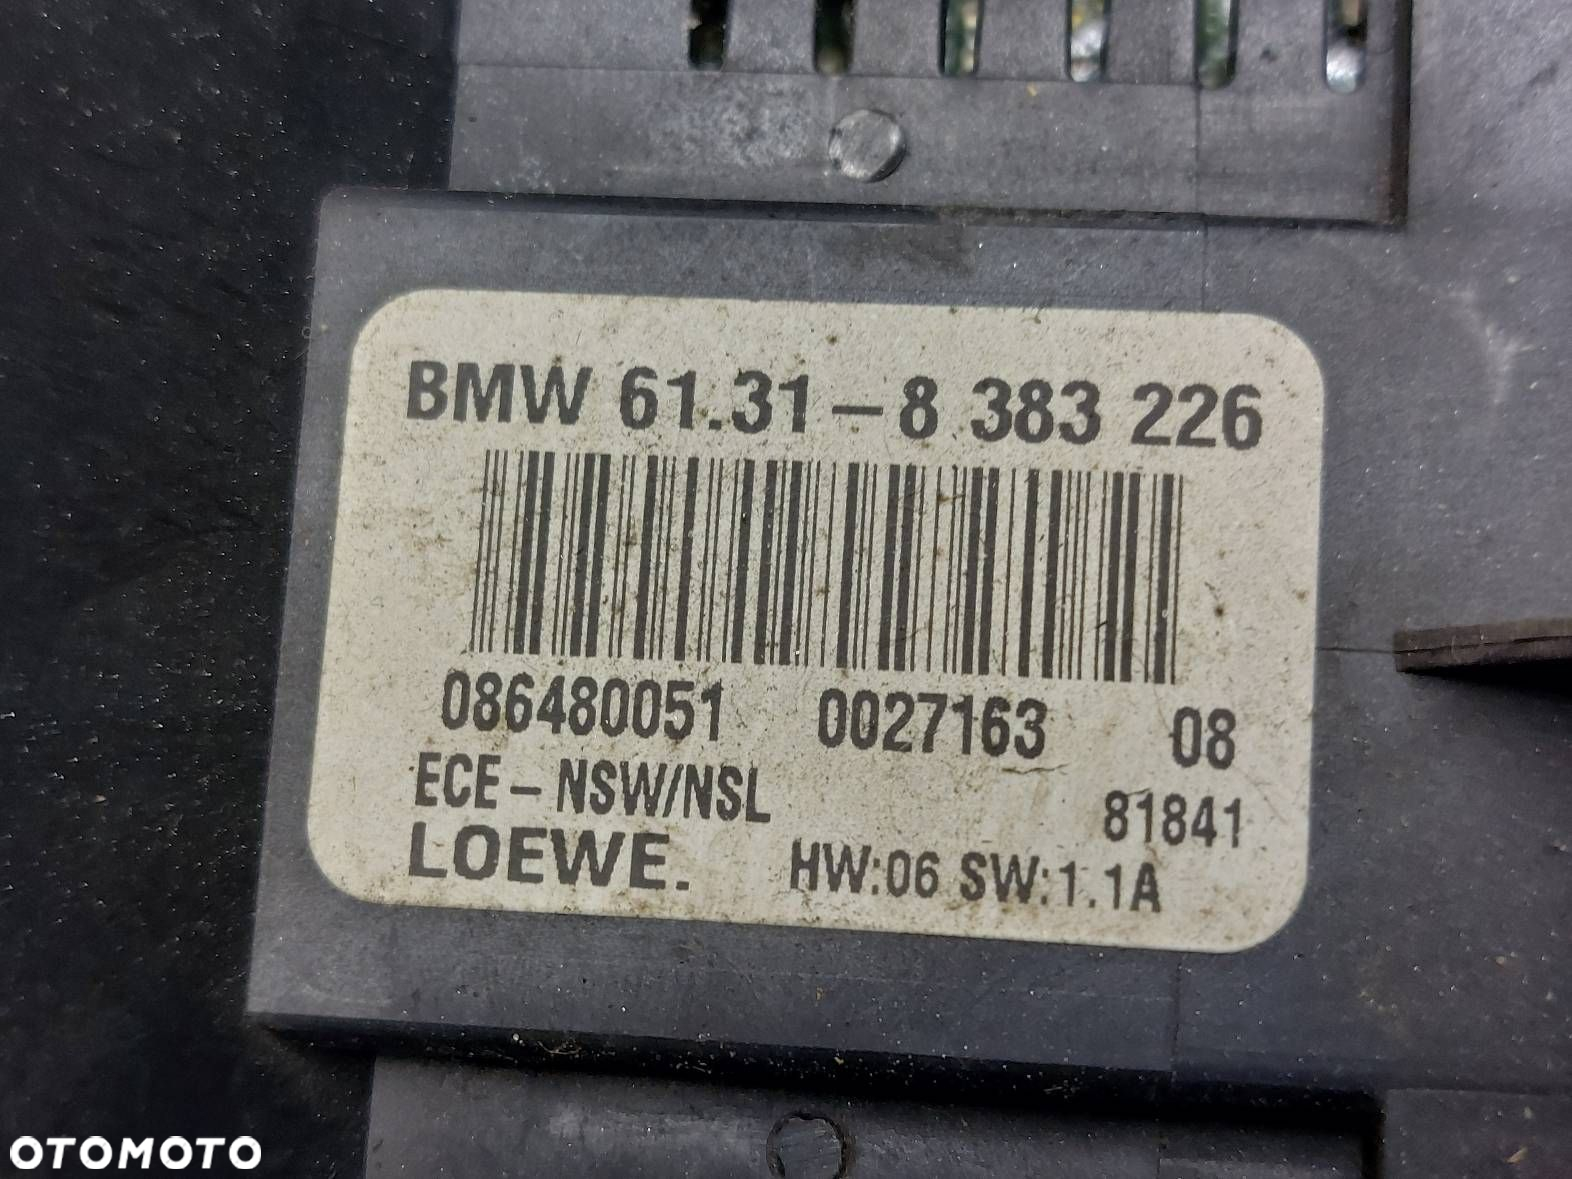 BMW 61.31 – 8 383 226
086480051 0027163 08
ECE – NSW/NSL 81841
LOEWE. HW:06 SW:1.1A
OTOMOTO